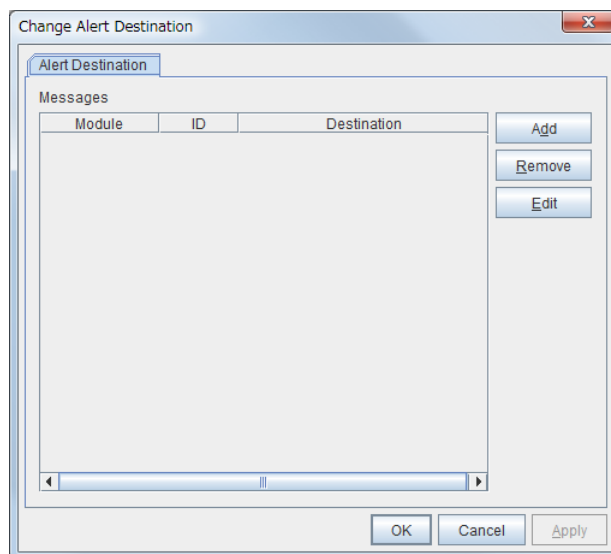 Change Alert Destination
Alert Destination
Messages
Module ID Destination
Add
Remove
Edit
OK Cancel Apply